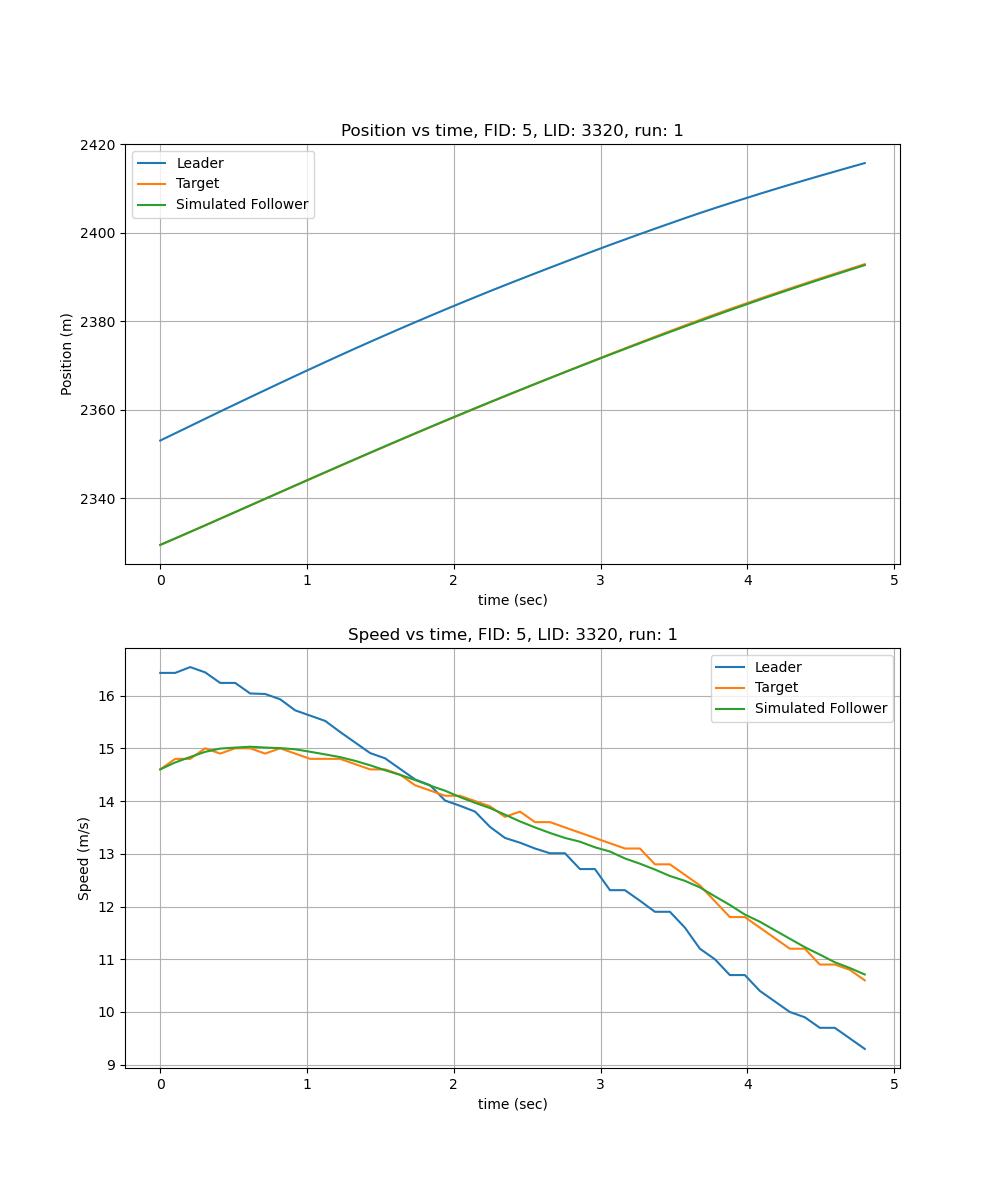 Position vs time, FID: 5, LID: 3320, run: 1
Leader
Target
Simulated Follower
2420
2400
2380
2360
2340
Position (m)
0 1 2 3 4 5
time (sec)
Speed vs time, FID: 5, LID: 3320, run: 1
Leader
Target
Simulated Follower
16
15
14
13
12
11
10
9
Speed (m/s)
0 1 2 3 4 5
time (sec)